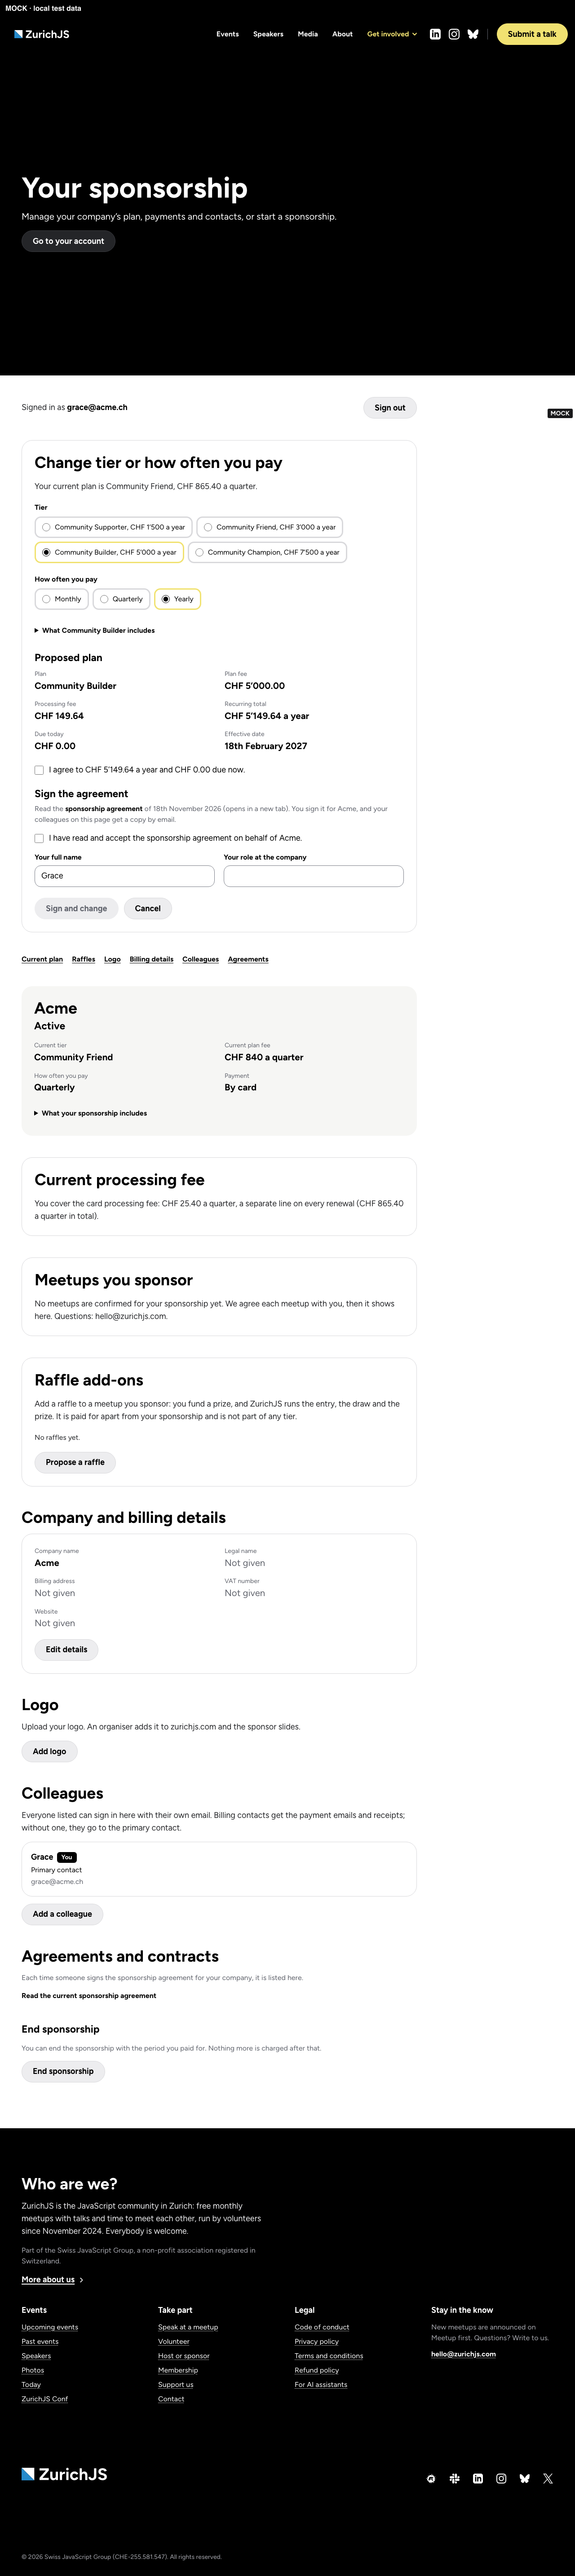 MOCK · local test data
ZurichJS
Events
Speakers
Media
About
Get involved
Submit a talk
Your sponsorship
Manage your company's plan, payments and contacts, or start a sponsorship.
Go to your account
Signed in as grace@acme.ch
Sign out
MOCK
Change tier or how often you pay
Your current plan is Community Friend, CHF 865.40 a quarter.
Tier
Community Supporter, CHF 1'500 a year
Community Friend, CHF 3'000 a year
Community Builder, CHF 5'000 a year
Community Champion, CHF 7'500 a year
How often you pay
Monthly
Quarterly
Yearly
What Community Builder includes
Proposed plan
Plan
Community Builder
Plan fee
CHF 5'000.00
Processing fee
CHF 149.64
Recurring total
CHF 5'149.64 a year
Due today
CHF 0.00
Effective date
18th February 2027
I agree to CHF 5'149.64 a year and CHF 0.00 due now.
Sign the agreement
Read the sponsorship agreement of 18th November 2026 (opens in a new tab). You sign it for Acme, and your
colleagues on this page get a copy by email.
I have read and accept the sponsorship agreement on behalf of Acme.
Your full name
Your role at the company
Grace
Sign and change
Cancel
Current plan
Raffles
Logo
Billing details
Colleagues
Agreements
Acme
Active
Current tier
Community Friend
Current plan fee
CHF 840 a quarter
How often you pay
Quarterly
Payment
By card
What your sponsorship includes
Current processing fee
You cover the card processing fee: CHF 25.40 a quarter, a separate line on every renewal (CHF 865.40
a quarter in total).
Meetups you sponsor
No meetups are confirmed for your sponsorship yet. We agree each meetup with you, then it shows
here. Questions: hello@zurichjs.com.
Raffle add-ons
Add a raffle to a meetup you sponsor: you fund a prize, and ZurichJS runs the entry, the draw and the
rest. It is paid for apart from your sponsorship and is not part of any tier.
No raffles yet.
Propose a raffle
Company and billing details
Company name
Acme
Legal name
Not given
Billing address
Not given
VAT number
Not given
Website
Not given
Edit details
Logo
Upload your logo. An organiser adds it to zurichjs.com and the sponsor slides.
Add logo
Colleagues
Everyone listed can sign in here with their own email. Billing contacts get the payment emails and receipts;
without one, they go to the primary contact.
Grace You
Primary contact
grace@acme.ch
Add a colleague
Agreements and contracts
Each time someone signs the sponsorship agreement for your company, it is listed here.
Read the current sponsorship agreement
End sponsorship
You can end the sponsorship with the period you paid for. Nothing more is charged after that.
End sponsorship
Who are we?
ZurichJS is the JavaScript community in Zurich: free monthly
meetups with talks and time to meet each other, run by volunteers
since November 2024. Everybody is welcome.
Part of the Swiss JavaScript Group, a non-profit association registered in
Switzerland.
More about us
Events
Upcoming events
Past events
Speakers
Photos
Today
ZurichJS Conf
Take part
Speak at a meetup
Volunteer
Host or sponsor
Membership
Support us
Contact
Legal
Code of conduct
Privacy policy
Terms and conditions
Refund policy
For AI assistants
Stay in the know
New meetups are announced on
Meetup first. Questions? Write to us.
hello@zurichjs.com
ZurichJS
© 2026 Swiss JavaScript Group (CHE-255.581.547). All rights reserved.